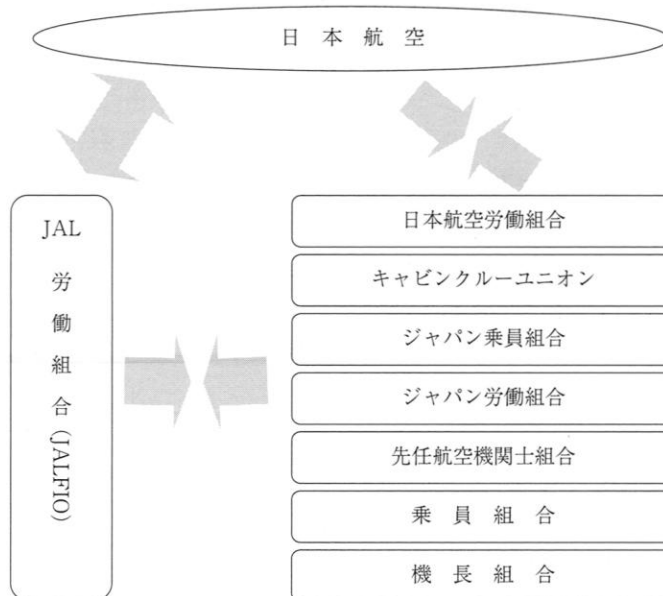 日本航空
JAL労働組合(JALFIO)
日本航空労働組合
キャビンクルーユニオン
ジャパン乗員組合
ジャパン労働組合
先任航空機関士組合
乗員組合
機長組合